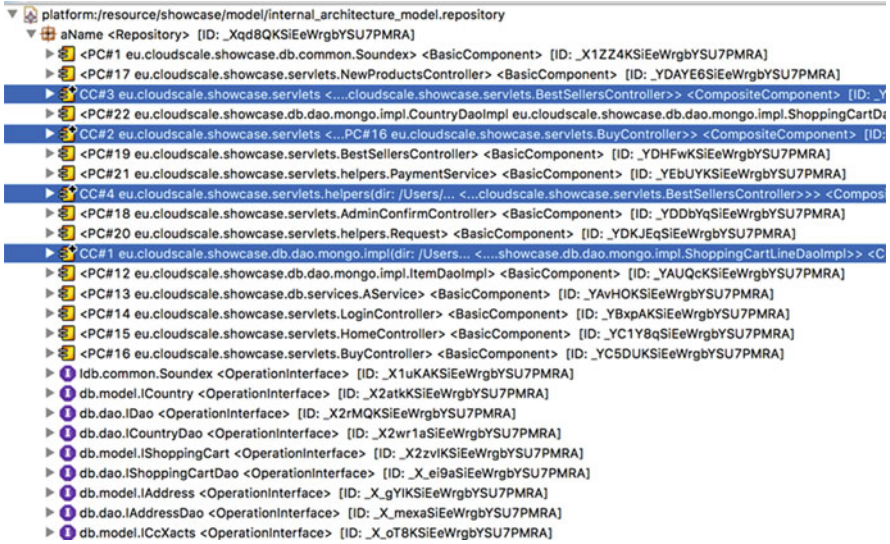 platform:/resource/showcase/model/internal_architecture_model.repository
aName <Repository> [ID: _Xqd8QKSiEeWrgbYSU7PMRA]
<PC#1 eu.cloudscale.showcase.db.common.Soundex> <BasicComponent> [ID: _X1ZZ4KSiEeWrgbYSU7PMRA]
<PC#17 eu.cloudscale.showcase.servlets.NewProductsController> <BasicComponent> [ID: _YDAYE6SiEeWrgbYSU7PMRA]
CC#3 eu.cloudscale.showcase.servlets <....cloudscale.showcase.servlets.BestSellersController>> <CompositeComponent> [ID: _Y
<PC#22 eu.cloudscale.showcase.db.dao.mongo.impl.CountryDaoImpl eu.cloudscale.showcase.db.dao.mongo.impl.ShoppingCartDa
CC#2 eu.cloudscale.showcase.servlets <...PC#16 eu.cloudscale.showcase.servlets.BuyController>> <CompositeComponent> [ID:
<PC#19 eu.cloudscale.showcase.servlets.BestSellersController> <BasicComponent> [ID: _YDHFwKSiEeWrgbYSU7PMRA]
<PC#21 eu.cloudscale.showcase.servlets.helpers.PaymentService> <BasicComponent> [ID: _YEbUYKSiEeWrgbYSU7PMRA]
CC#4 eu.cloudscale.showcase.servlets.helpers(dir: /Users/... <...cloudscale.showcase.servlets.BestSellersController>>> <Compos
<PC#18 eu.cloudscale.showcase.servlets.AdminConfirmController> <BasicComponent> [ID: _YDDbYqSiEeWrgbYSU7PMRA]
<PC#20 eu.cloudscale.showcase.servlets.helpers.Request> <BasicComponent> [ID: _YDKJEqSiEeWrgbYSU7PMRA]
CC#1 eu.cloudscale.showcase.db.dao.mongo.impl(dir: /Users... <....showcase.db.dao.mongo.impl.ShoppingCartLineDaoImpl>> <C
<PC#12 eu.cloudscale.showcase.db.dao.mongo.impl.ItemDaoImpl> <BasicComponent> [ID: _YAUQcKSiEeWrgbYSU7PMRA]
<PC#13 eu.cloudscale.showcase.db.services.AService> <BasicComponent> [ID: _YAvHOKSiEeWrgbYSU7PMRA]
<PC#14 eu.cloudscale.showcase.servlets.LoginController> <BasicComponent> [ID: _YBxpAKSiEeWrgbYSU7PMRA]
<PC#15 eu.cloudscale.showcase.servlets.HomeController> <BasicComponent> [ID: _YC1Y8qSiEeWrgbYSU7PMRA]
<PC#16 eu.cloudscale.showcase.servlets.BuyController> <BasicComponent> [ID: _YC5DUKSiEeWrgbYSU7PMRA]
Idb.common.Soundex <OperationInterface> [ID: _X1uKAKSiEeWrgbYSU7PMRA]
db.model.ICountry <OperationInterface> [ID: _X2atkKSiEeWrgbYSU7PMRA]
db.dao.IDao <OperationInterface> [ID: _X2rMQKSiEeWrgbYSU7PMRA]
db.dao.ICountryDao <OperationInterface> [ID: _X2wr1aSiEeWrgbYSU7PMRA]
db.model.IShoppingCart <OperationInterface> [ID: _X2zvIKSiEeWrgbYSU7PMRA]
db.dao.IShoppingCartDao <OperationInterface> [ID: _X_ei9aSiEeWrgbYSU7PMRA]
db.model.IAddress <OperationInterface> [ID: _X_gYIKSiEeWrgbYSU7PMRA]
db.dao.IAddressDao <OperationInterface> [ID: _X_mexaSiEeWrgbYSU7PMRA]
db.model.ICcXacts <OperationInterface> [ID: _X_oT8KSiEeWrgbYSU7PMRA]